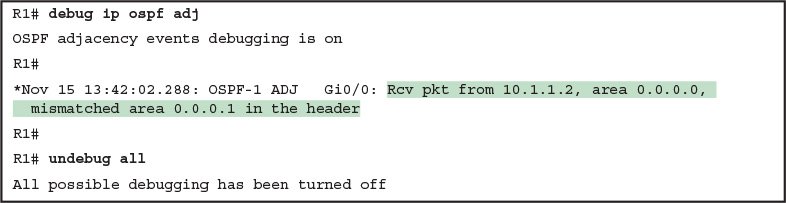 R1# debug ip ospf adj
OSPF adjacency events debugging is on
R1#
*Nov 15 13:42:02.288: OSPF-1 ADJ   Gi0/0: Rcv pkt from 10.1.1.2, area 0.0.0.0,
  mismatched area 0.0.0.1 in the header
R1#
R1# undebug all
All possible debugging has been turned off